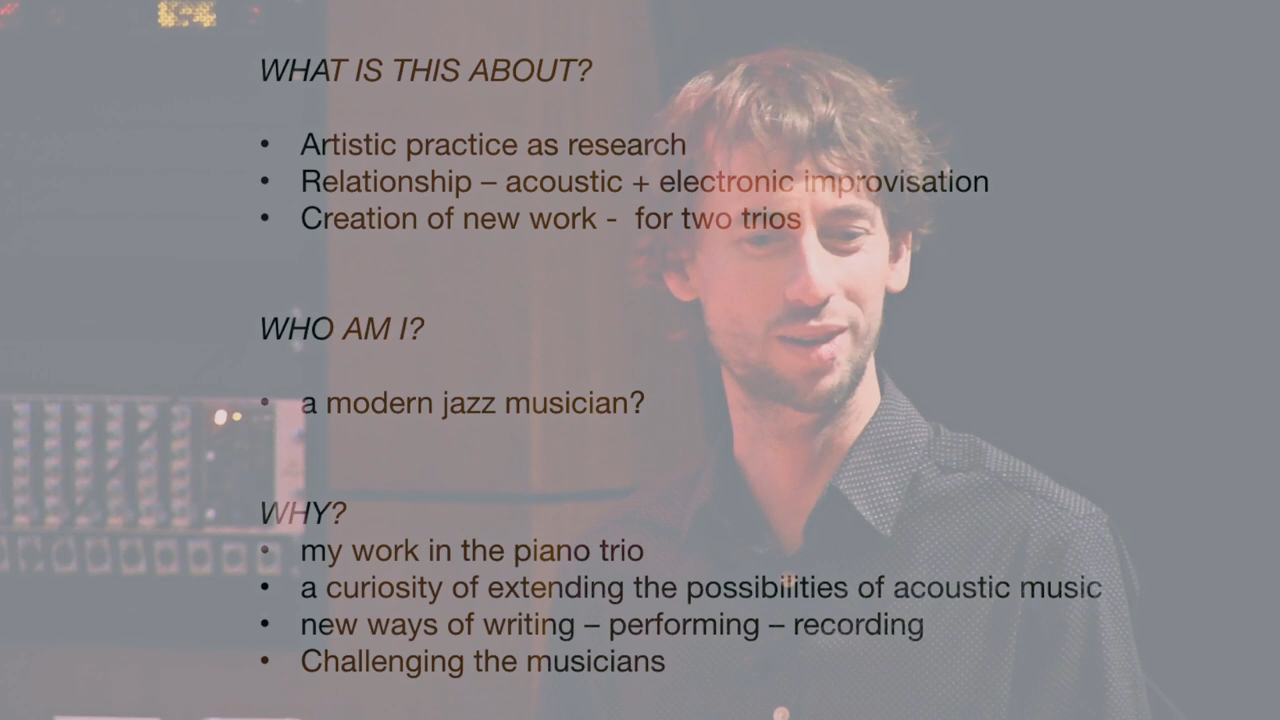 WHAT IS THIS ABOUT?
• Artistic practice as research
• Relationship – acoustic + electronic improvisation
• Creation of new work -  for two trios
WHO AM I?
• a modern jazz musician?
WHY?
• my work in the piano trio
• a curiosity of extending the possibilities of acoustic music
• new ways of writing – performing – recording
• Challenging the musicians